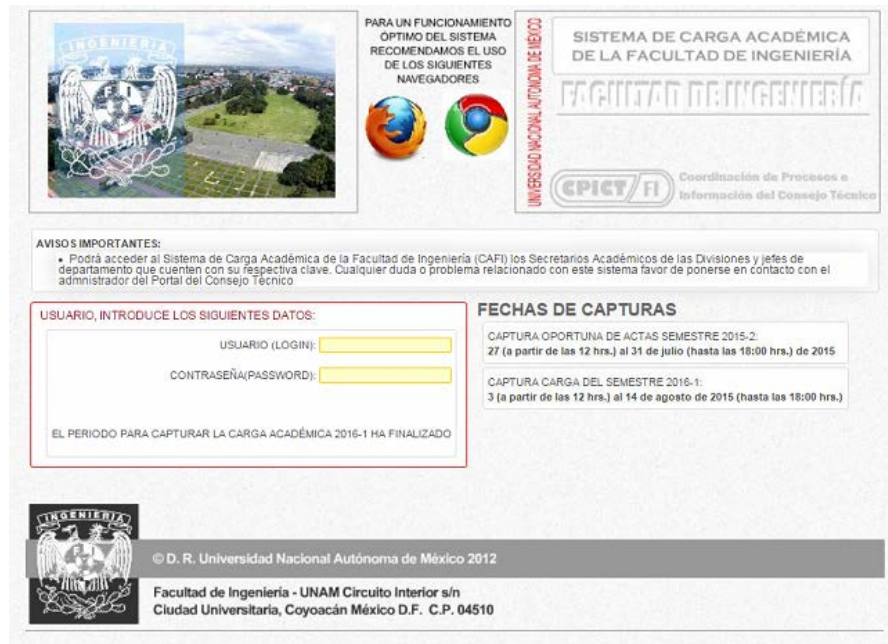 INGENIERIA
F I
PARA UN FUNCIONAMIENTO
ÓPTIMO DEL SISTEMA
RECOMENDAMOS EL USO
DE LOS SIGUIENTES
NAVEGADORES
UNIVERSIDAD NACIONAL AUTÓNOMA DE MÉXICO
SISTEMA DE CARGA ACADÉMICA
DE LA FACULTAD DE INGENIERÍA
FACULTAD DE INGENIERÍA
CPICT/FI
Coordinación de Procesos e
Información del Consejo Técnico
AVISOS IMPORTANTES:
• Podrá acceder al Sistema de Carga Académica de la Facultad de Ingeniería (CAFI) los Secretarios Académicos de las Divisiones y jefes de
departamento que cuenten con su respectiva clave. Cualquier duda o problema relacionado con este sistema favor de ponerse en contacto con el
admnistrador del Portal del Consejo Técnico
USUARIO, INTRODUCE LOS SIGUIENTES DATOS:
USUARIO (LOGIN):
CONTRASEÑA(PASSWORD):
EL PERIODO PARA CAPTURAR LA CARGA ACADÉMICA 2016-1 HA FINALIZADO
FECHAS DE CAPTURAS
CAPTURA OPORTUNA DE ACTAS SEMESTRE 2015-2:
27 (a partir de las 12 hrs.) al 31 de julio (hasta las 18:00 hrs.) de 2015
CAPTURA CARGA DEL SEMESTRE 2016-1:
3 (a partir de las 12 hrs.) al 14 de agosto de 2015 (hasta las 18:00 hrs.)
INGENIERIA
F I
© D. R. Universidad Nacional Autónoma de México 2012
Facultad de Ingeniería - UNAM Circuito Interior s/n
Ciudad Universitaria, Coyoacán México D.F. C.P. 04510